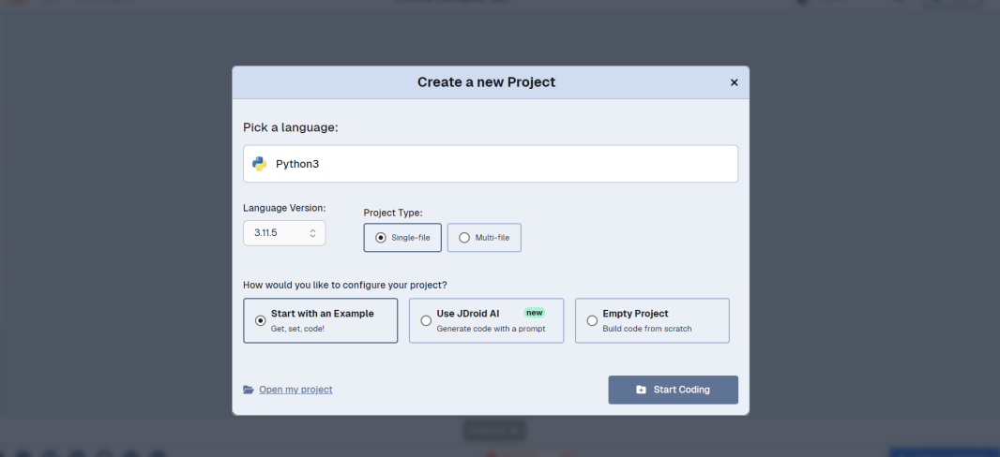 Create a new Project
Pick a language:
Python3
Language Version:
Project Type:
3.11.5
Single-file
Multi-file
How would you like to configure your project?
Start with an Example
Get, set, code!
Use JDroid AI new
Generate code with a prompt
Empty Project
Build code from scratch
Open my project
Start Coding